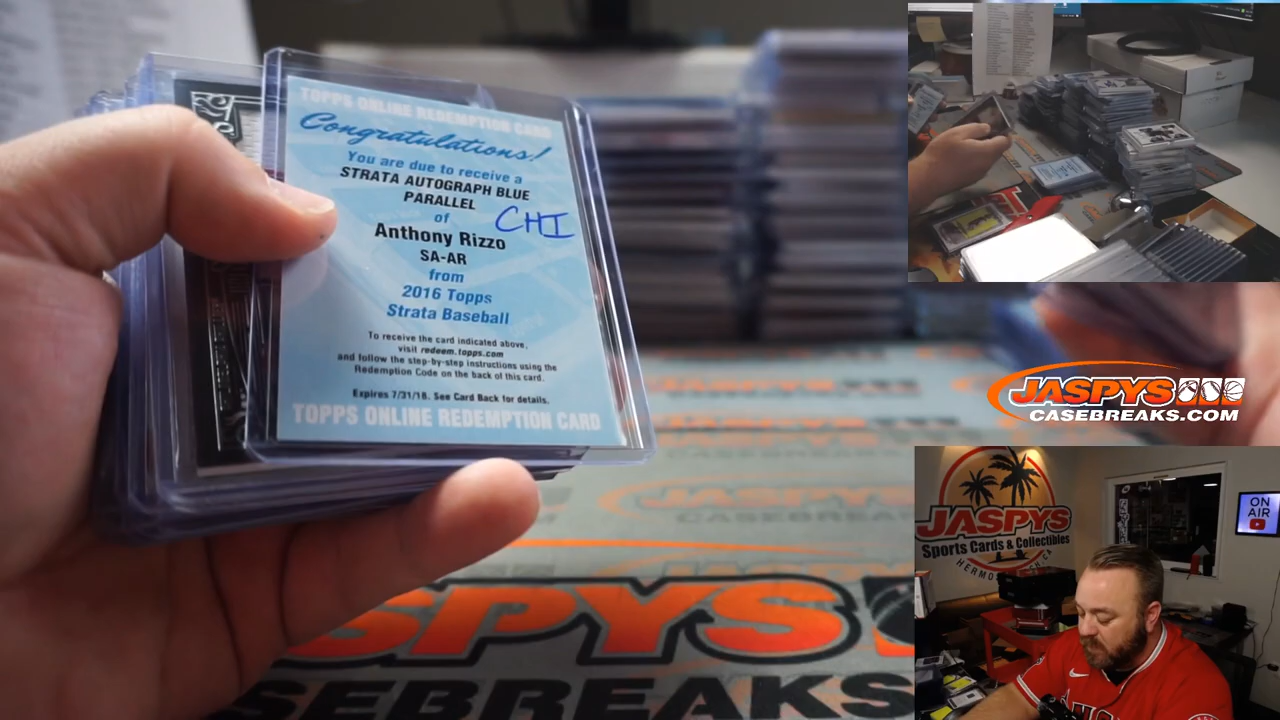 TOPPS ONLINE REDEMPTION CARD
Congratulations!
You are due to receive a
STRATA AUTOGRAPH BLUE
PARALLEL
of
CHI
Anthony Rizzo
SA-AR
from
2016 Topps
Strata Baseball
To receive the card indicated above,
visit redeem.topps.com
and follow the step-by-step instructions using the
Redemption Code on the back of this card.
Expires 7/31/18. See Card Back for details.
TOPPS ONLINE REDEMPTION CARD
JASPYS
CASEBREAKS.COM
JASPYS
Sports Cards & Collectibles
ON
AIR
ASPYS
ASEBREAKS